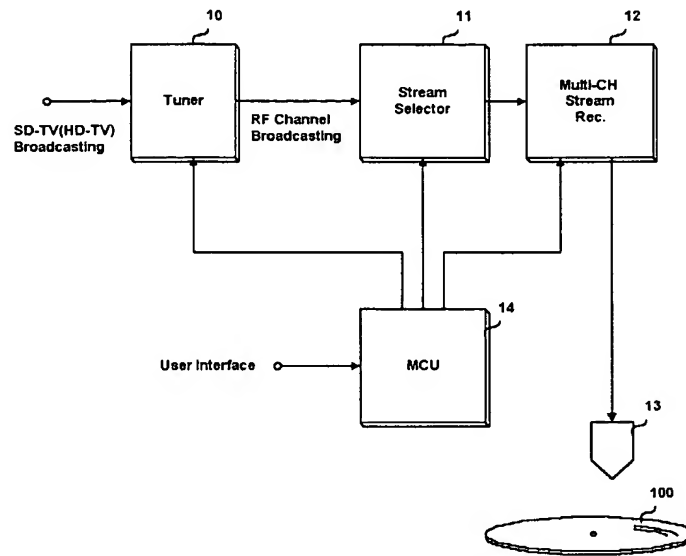 10
11
12
Tuner
Stream
Selector
Multi-CH
Stream
Rec.
SD-TV(HD-TV)
Broadcasting
RF Channel
Broadcasting
14
User Interface
MCU
13
100